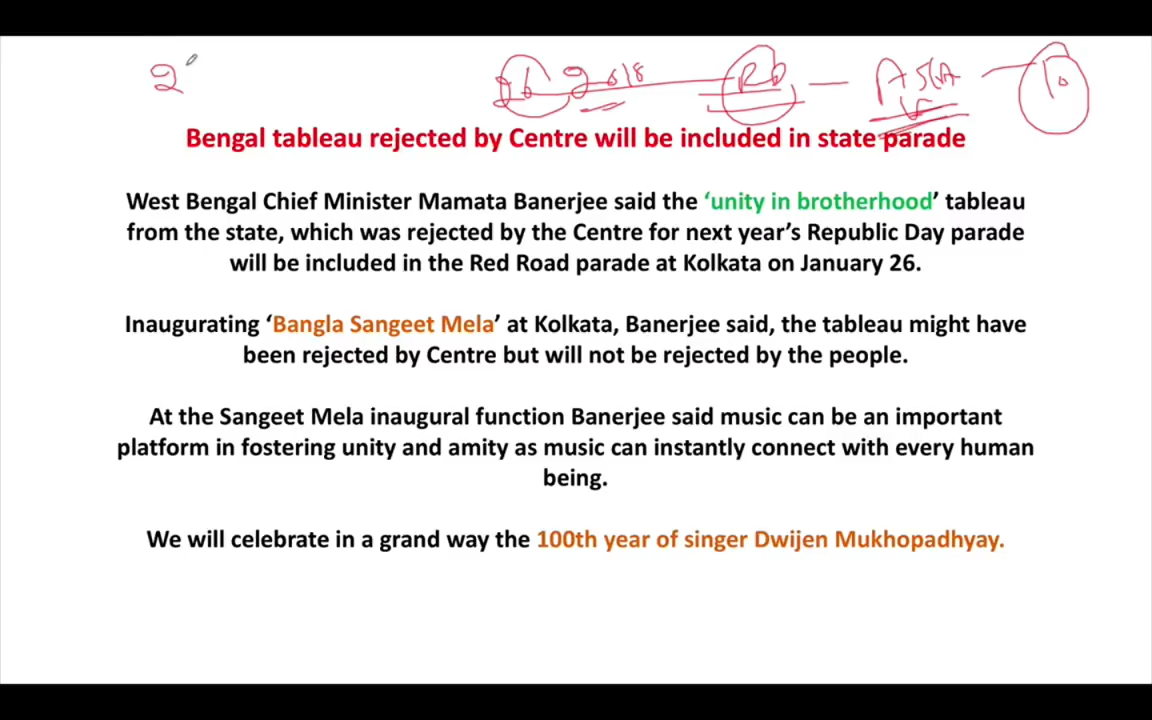 2
26 2018 RD — ASEAN — 10
Bengal tableau rejected by Centre will be included in state parade
West Bengal Chief Minister Mamata Banerjee said the ‘unity in brotherhood’ tableau
from the state, which was rejected by the Centre for next year’s Republic Day parade
will be included in the Red Road parade at Kolkata on January 26.
Inaugurating ‘Bangla Sangeet Mela’ at Kolkata, Banerjee said, the tableau might have
been rejected by Centre but will not be rejected by the people.
At the Sangeet Mela inaugural function Banerjee said music can be an important
platform in fostering unity and amity as music can instantly connect with every human
being.
We will celebrate in a grand way the 100th year of singer Dwijen Mukhopadhyay.